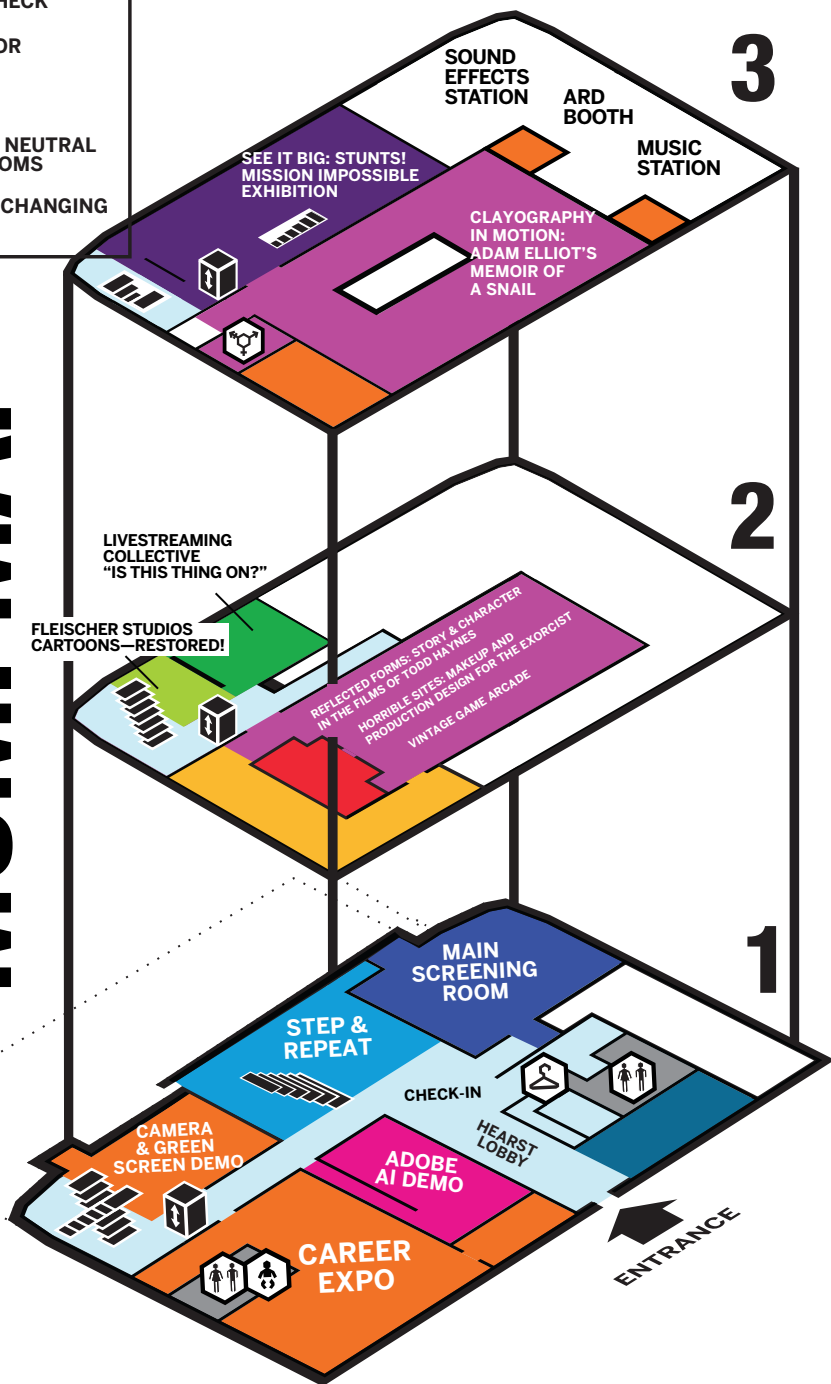 HECK
OR
NEUTRAL
OMS
CHANGING
3
SOUND
EFFECTS
STATION
ARD
BOOTH
MUSIC
STATION
SEE IT BIG: STUNTS!
MISSION IMPOSSIBLE
EXHIBITION
CLAYOGRAPHY
IN MOTION:
ADAM ELLIOT'S
MEMOIR OF
A SNAIL
2
LIVESTREAMING
COLLECTIVE
“IS THIS THING ON?”
FLEISCHER STUDIOS
CARTOONS—RESTORED!
REFLECTED FORMS: STORY & CHARACTER
IN THE FILMS OF TODD HAYNES
HORRIBLE SITES: MAKEUP AND
PRODUCTION DESIGN FOR THE EXORCIST
VINTAGE GAME ARCADE
1
MAIN
SCREENING
ROOM
STEP &
REPEAT
CHECK-IN
HEARST
LOBBY
CAMERA
& GREEN
SCREEN DEMO
ADOBE
AI DEMO
CAREER
EXPO
ENTRANCE